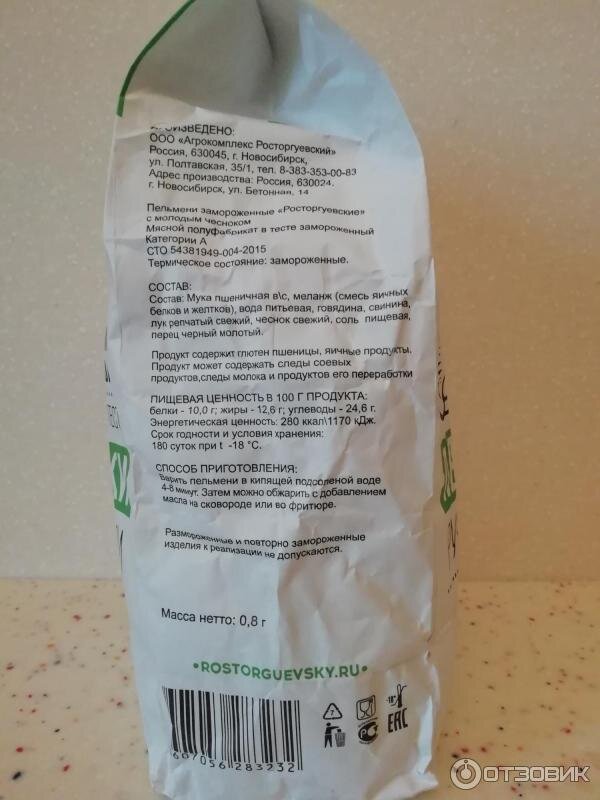 ПРОИЗВЕДЕНО:
ООО «Агрокомплекс Росторгуевский»
Россия, 630045, г. Новосибирск,
ул. Полтавская, 35/1, тел. 8-383-353-00-83
Адрес производства: Россия, 630024,
г. Новосибирск, ул. Бетонная, 14
Пельмени замороженные «Росторгуевские»
с молодым чесноком
Мясной полуфабрикат в тесте замороженный
Категории А
СТО 54381949-004-2015
Термическое состояние: замороженные.
СОСТАВ:
Состав: Мука пшеничная в\с, меланж (смесь яичных
белков и желтков), вода питьевая, говядина, свинина,
лук репчатый свежий, чеснок свежий, соль пищевая,
перец черный молотый.
Продукт содержит глютен пшеницы, яичные продукты.
Продукт может содержать следы соевых
продуктов,следы молока и продуктов его переработки
ПИЩЕВАЯ ЦЕННОСТЬ В 100 Г ПРОДУКТА:
белки - 10,0 г; жиры - 12,6 г; углеводы - 24,6 г.
Энергетическая ценность: 280 ккал\1170 кДж.
Срок годности и условия хранения:
180 суток при t -18 °С.
СПОСОБ ПРИГОТОВЛЕНИЯ:
Варить пельмени в кипящей подсоленой воде
4-8 минут. Затем можно обжарить с добавлением
масла на сковороде или во фритюре.
Размороженные и повторно замороженные
изделия к реализации не допускаются.
Масса нетто: 0,8 г
•ROSTORGUEVSKY.RU•
7
-18°
РС
ЕАС
607056 283232
ОТЗОВИК